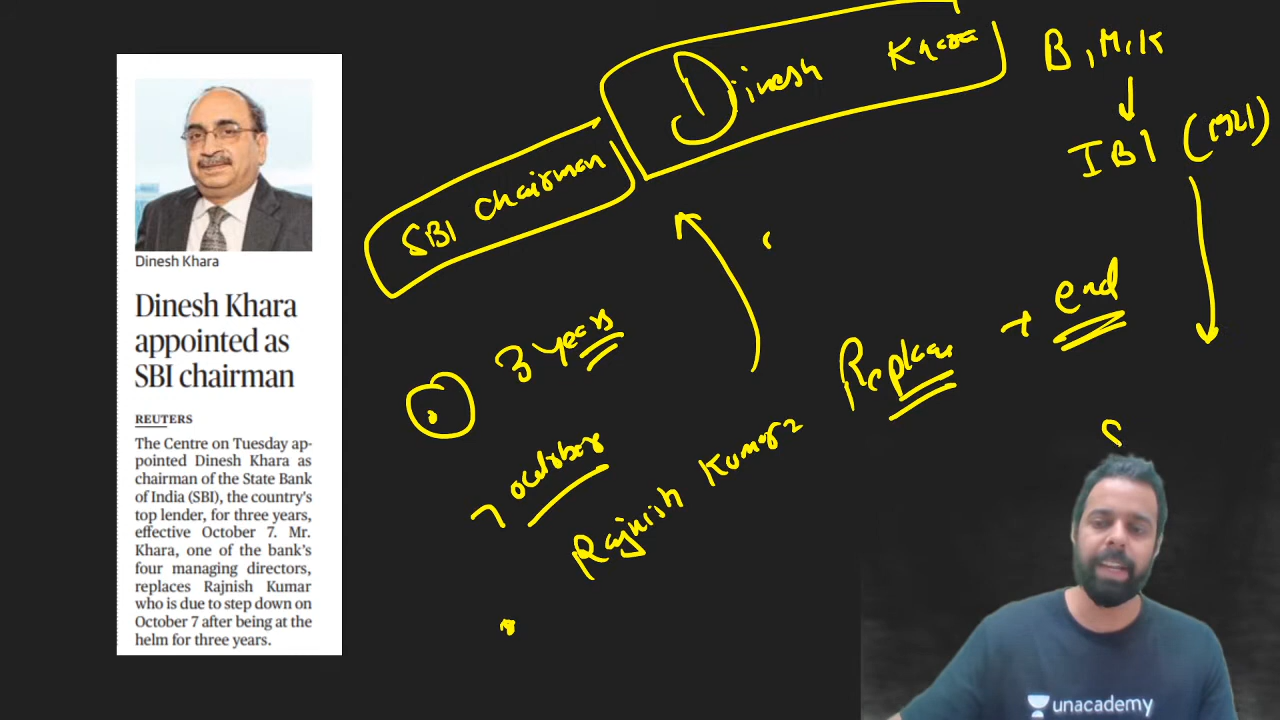 Dinesh Khara
Dinesh Khara
appointed as
SBI chairman
REUTERS
The Centre on Tuesday ap-
pointed Dinesh Khara as
chairman of the State Bank
of India (SBI), the country's
top lender, for three years,
effective October 7. Mr.
Khara, one of the bank's
four managing directors,
replaces Rajnish Kumar
who is due to step down on
October 7 after being at the
helm for three years.
SBI Chairman
Dinesh Khara
B, M, K
IBI (1921)
3 years
7 october
Rajnish Kumar
Replace
end
unacademy